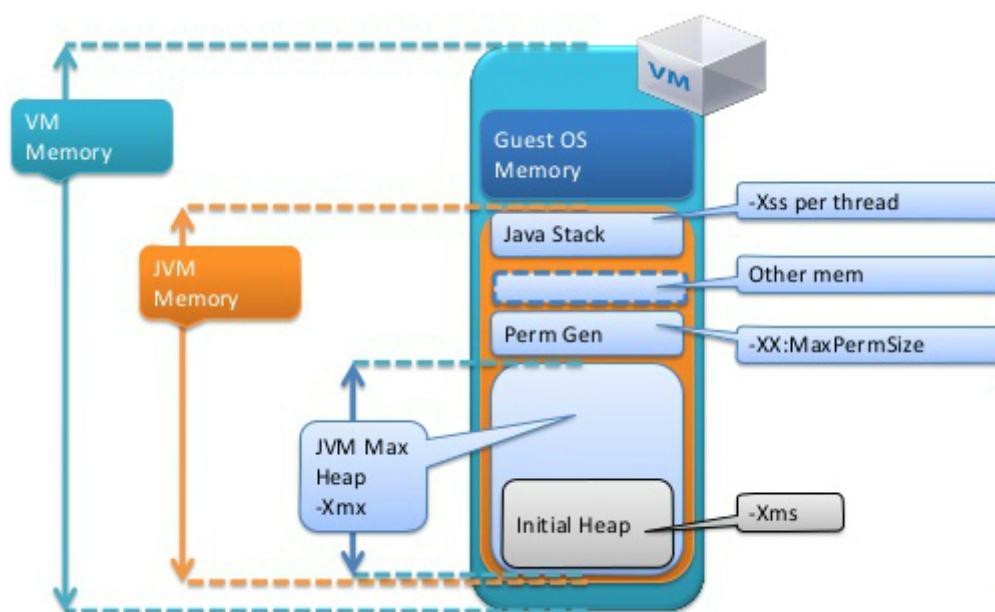 VM
VM
Memory
Guest OS
Memory
-Xss per thread
Java Stack
JVM
Memory
Other mem
Perm Gen
-XX:MaxPermSize
JVM Max
Heap
-Xmx
Initial Heap
-Xms